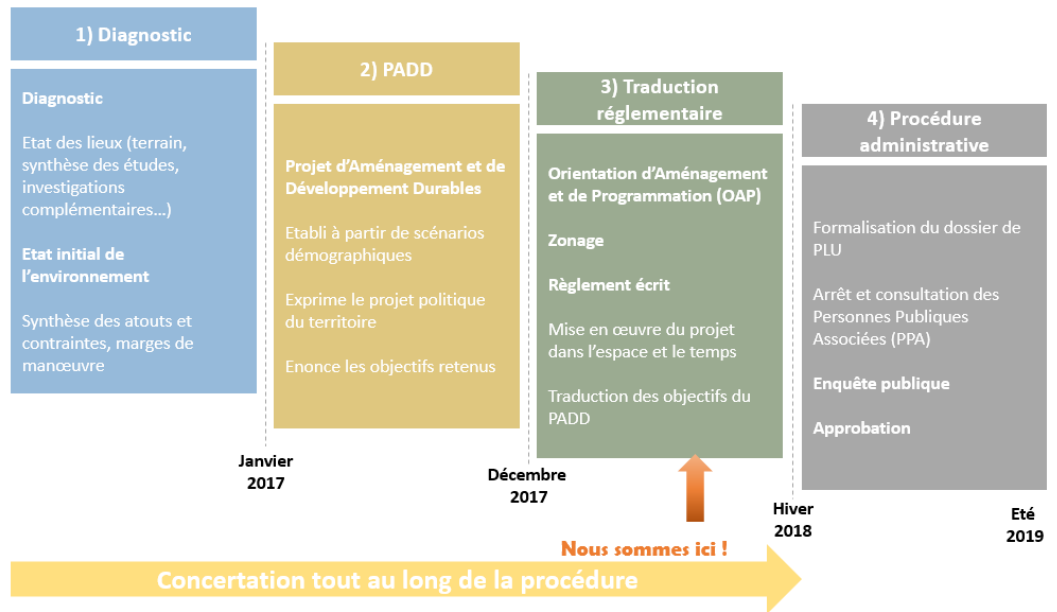 1) Diagnostic
Diagnostic
Etat des lieux (terrain,
synthèse des études,
investigations
complémentaires…)
Etat initial de
l’environnement
Synthèse des atouts et
contraintes, marges de
manœuvre
2) PADD
Projet d’Aménagement et de
Développement Durables
Etabli à partir de scénarios
démographiques
Exprime le projet politique
du territoire
Enonce les objectifs retenus
3) Traduction
réglementaire
Orientation d’Aménagement
et de Programmation (OAP)
Zonage
Règlement écrit
Mise en œuvre du projet
dans l’espace et le temps
Traduction des objectifs du
PADD
4) Procédure
administrative
Formalisation du dossier de
PLU
Arrêt et consultation des
Personnes Publiques
Associées (PPA)
Enquête publique
Approbation
Janvier
2017
Décembre
2017
Hiver
2018
Eté
2019
Nous sommes ici !
Concertation tout au long de la procédure